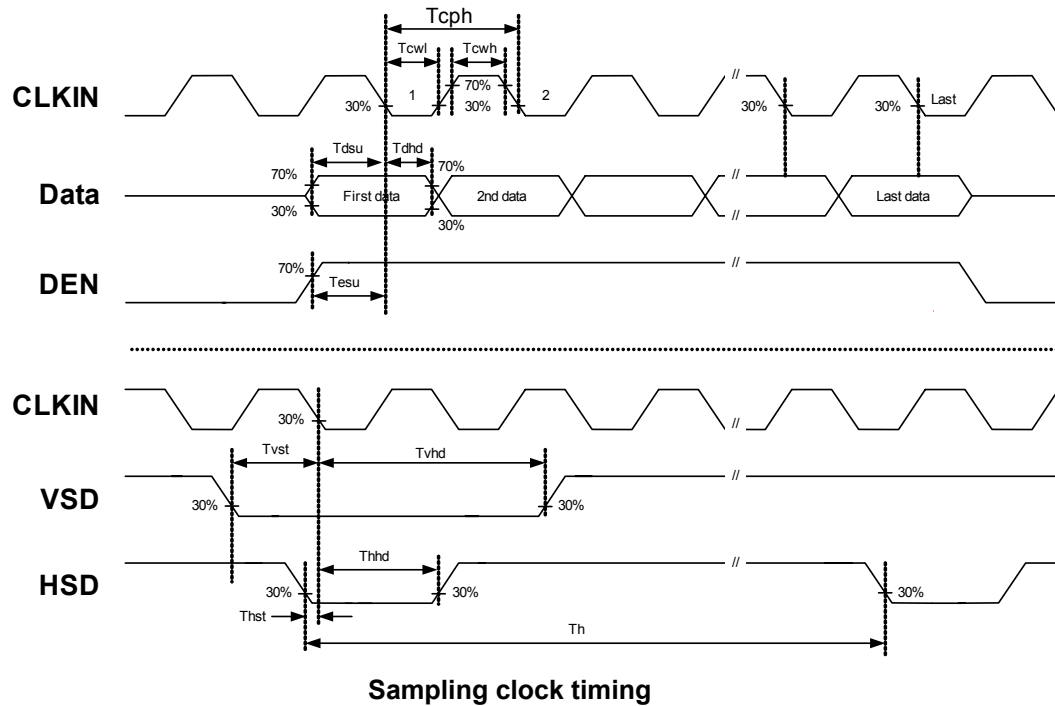 Tcph
Tcwl
Tcwh
CLKIN
30%
1
70%
30%
2
//
30%
30%
Last
Tdsu
Tdhd
70%
70%
Data
First data
2nd data
//
//
Last data
30%
30%
70%
DEN
Tesu
//
CLKIN
30%
//
Tvst
Tvhd
VSD
30%
30%
//
HSD
Thhd
30%
30%
//
30%
Thst
Th
Sampling clock timing